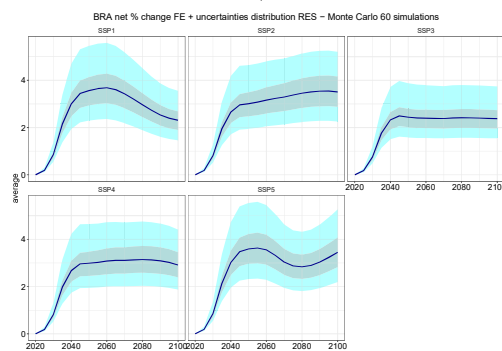 BRA net % change FE + uncertainties distribution RES − Monte Carlo 60 simulations
SSP1 SSP2 SSP3
4
2
0
2020 2040 2060 2080 210
average
SSP4 SSP5
4
2
0
2020 2040 2060 2080 2100 2020 2040 2060 2080 2100